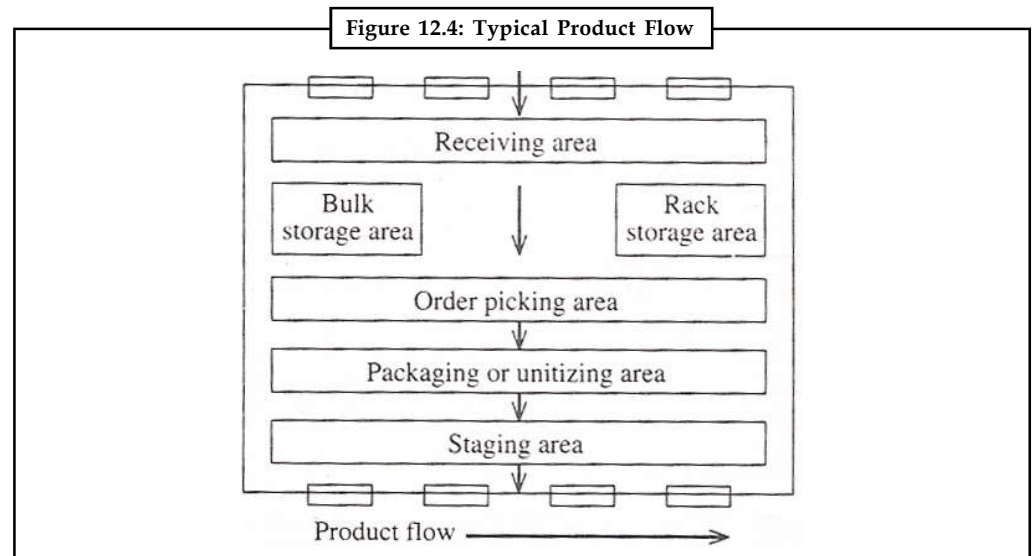 Figure 12.4: Typical Product Flow
Receiving area
Bulk
storage area
Rack
storage area
Order picking area
Packaging or unitizing area
Staging area
Product flow